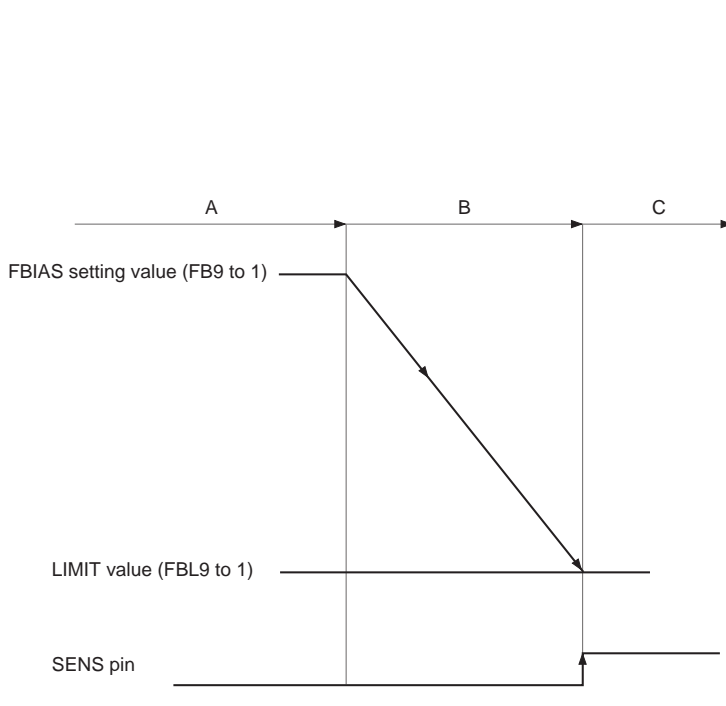 A
B
C
FBIAS setting value (FB9 to 1)
LIMIT value (FBL9 to 1)
SENS pin